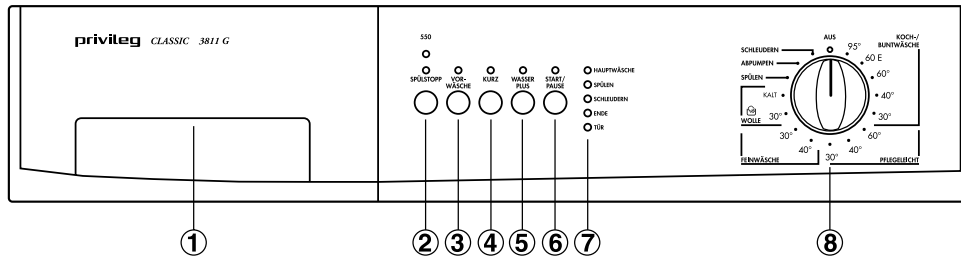 privileg CLASSIC 3811 G
550
SPÜLSTOPP
VOR-
WÄSCHE
KURZ
WASSER
PLUS
START/
PAUSE
HAUPTWÄSCHE
SPÜLEN
SCHLEUDERN
ENDE
TÜR
AUS
KOCH-/
BUNTWÄSCHE
SCHLEUDERN
ABPUMPEN
SPÜLEN
KALT
30°
WOLLE
30°
40°
FEINWÄSCHE
95°
60 E
60°
40°
30°
60°
40°
30°
PFLEGELEICHT
1
2
3
4
5
6
7
8